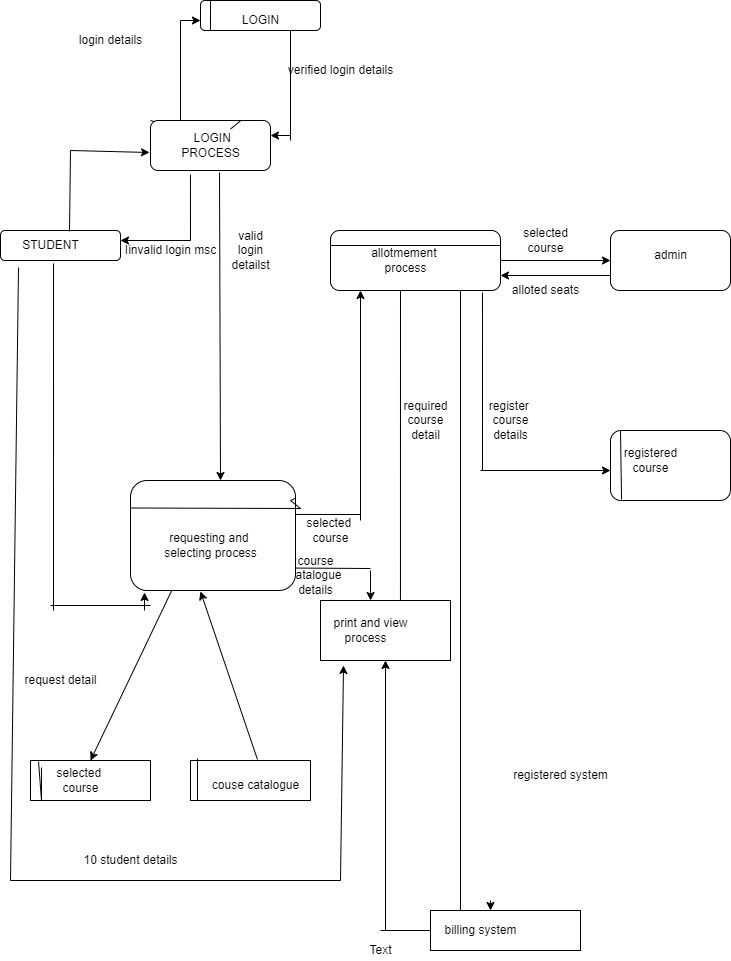 LOGIN
login details
verified login details
LOGIN
PROCESS
STUDENT
Iinvalid login msc
valid
login
detailst
allotmement
process
selected
course
admin
alloted seats
required
course
detail
register
course
details
registered
course
requesting and
selecting process
selected
course
course
atalogue
details
print and view
process
request detail
selected
course
couse catalogue
registered system
10 student details
billing system
Text